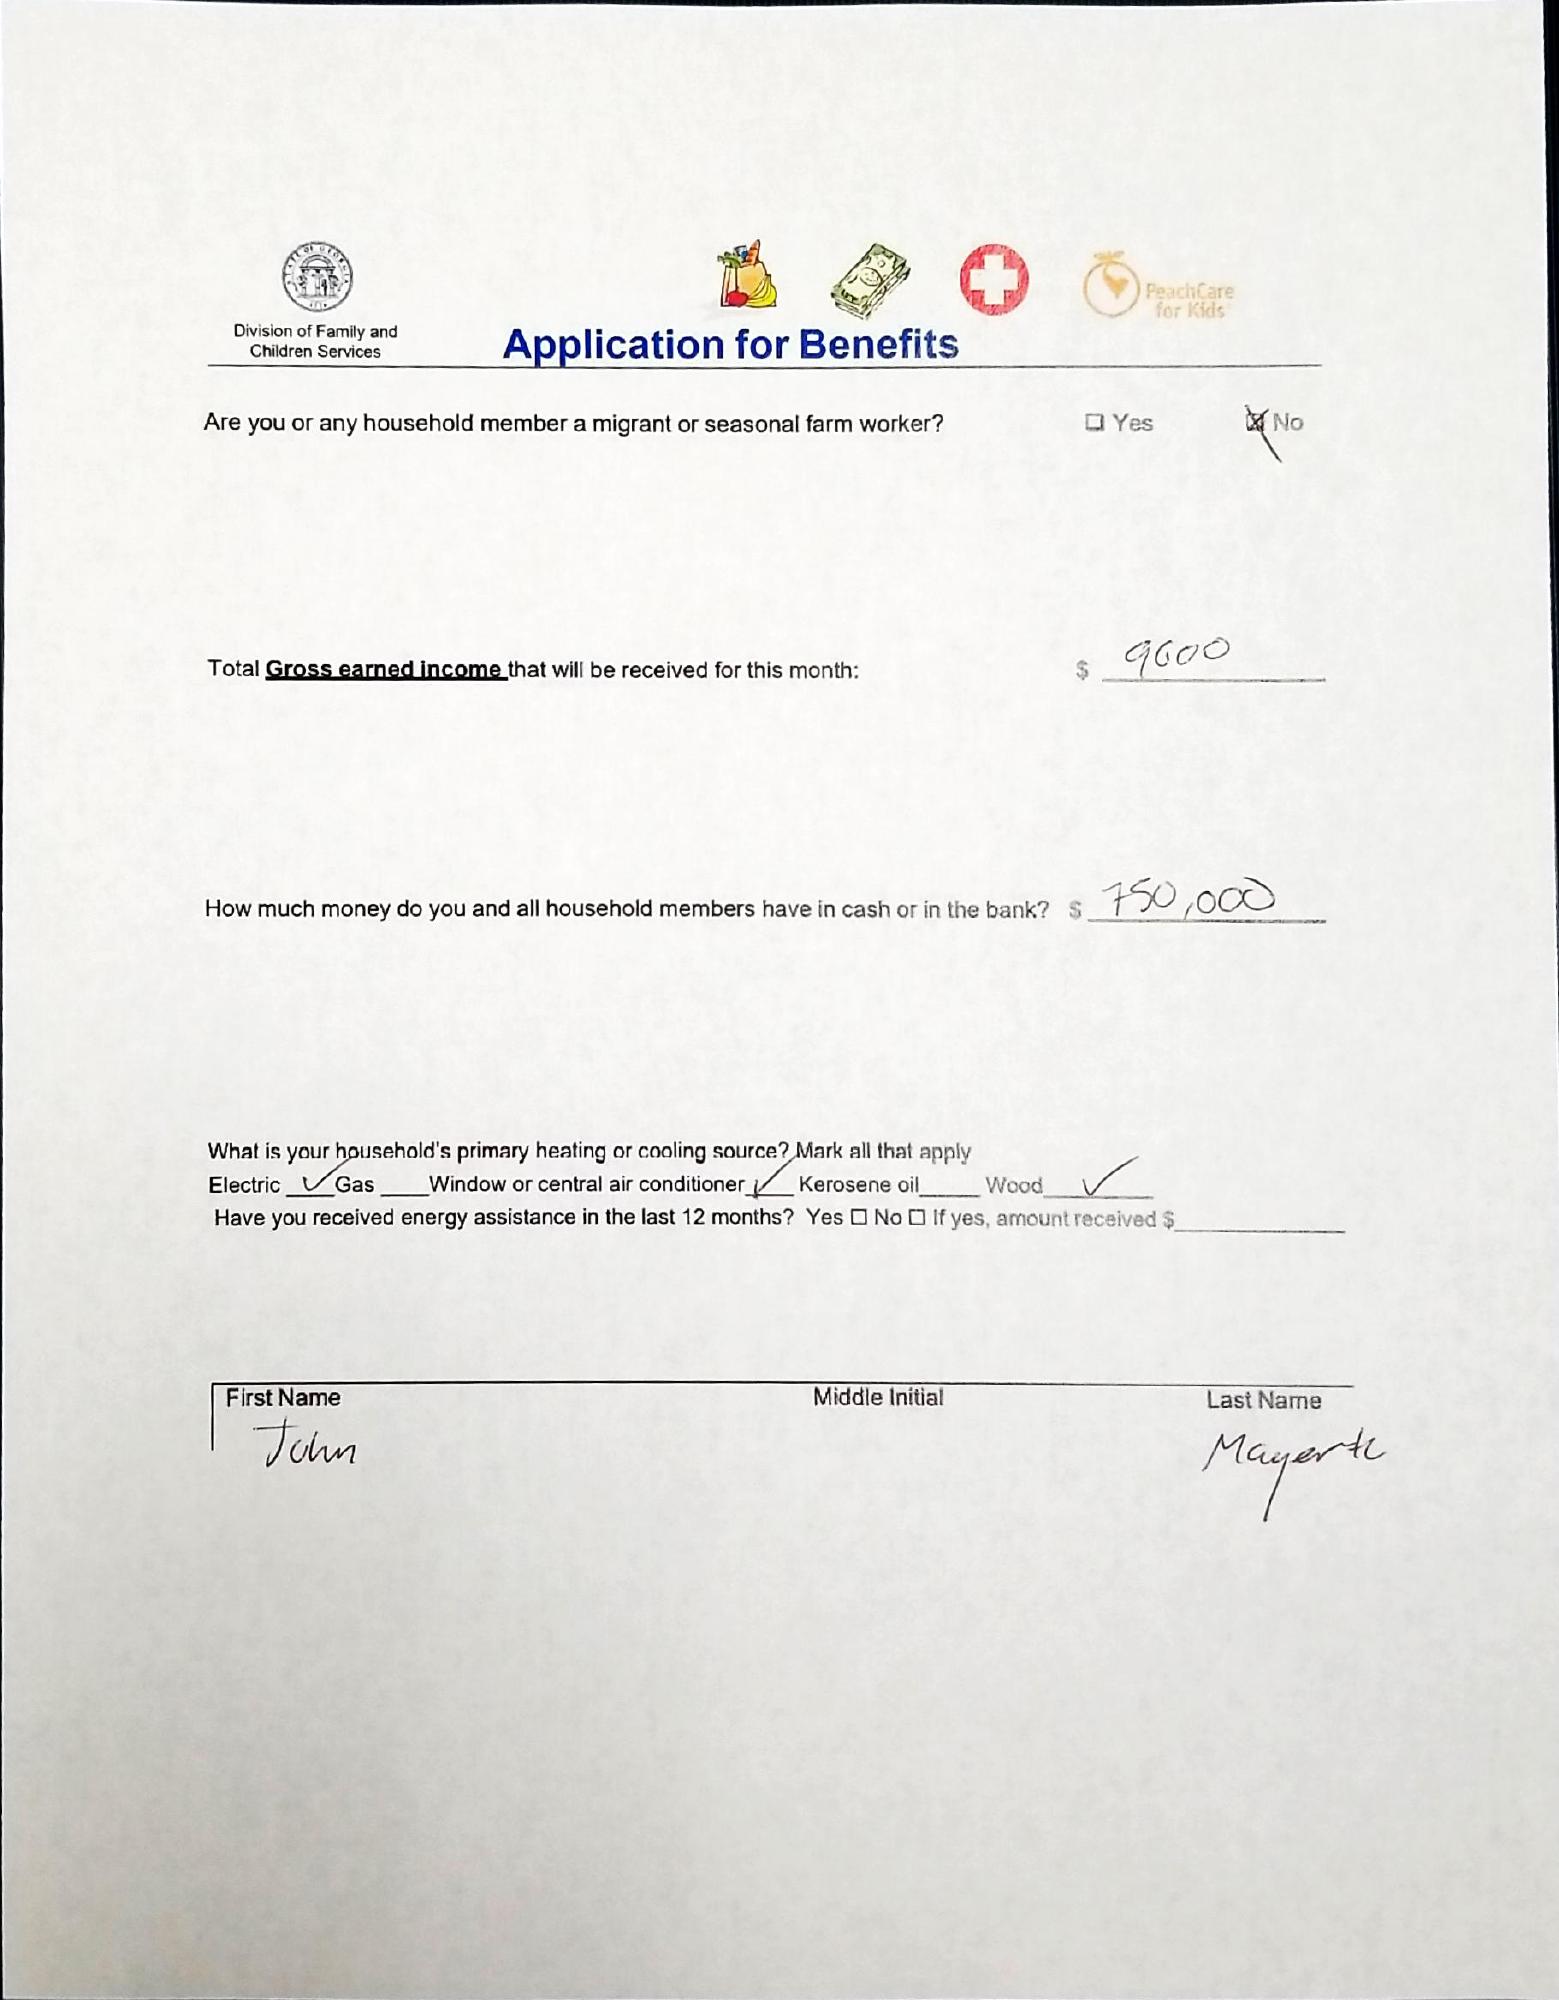 STATE OF GEORGIA
Division of Family and
Children Services
Application for Benefits
PeachCare
for Kids
Are you or any household member a migrant or seasonal farm worker? ☐ Yes ☒ No
Total Gross earned income that will be received for this month: $ 9600
How much money do you and all household members have in cash or in the bank? $ 750,000
What is your household's primary heating or cooling source? Mark all that apply
Electric ✓ Gas ____ Window or central air conditioner ✓ Kerosene oil_____ Wood ✓
Have you received energy assistance in the last 12 months? Yes ☐ No ☐ If yes, amount received $______________
First Name Middle Initial Last Name
John